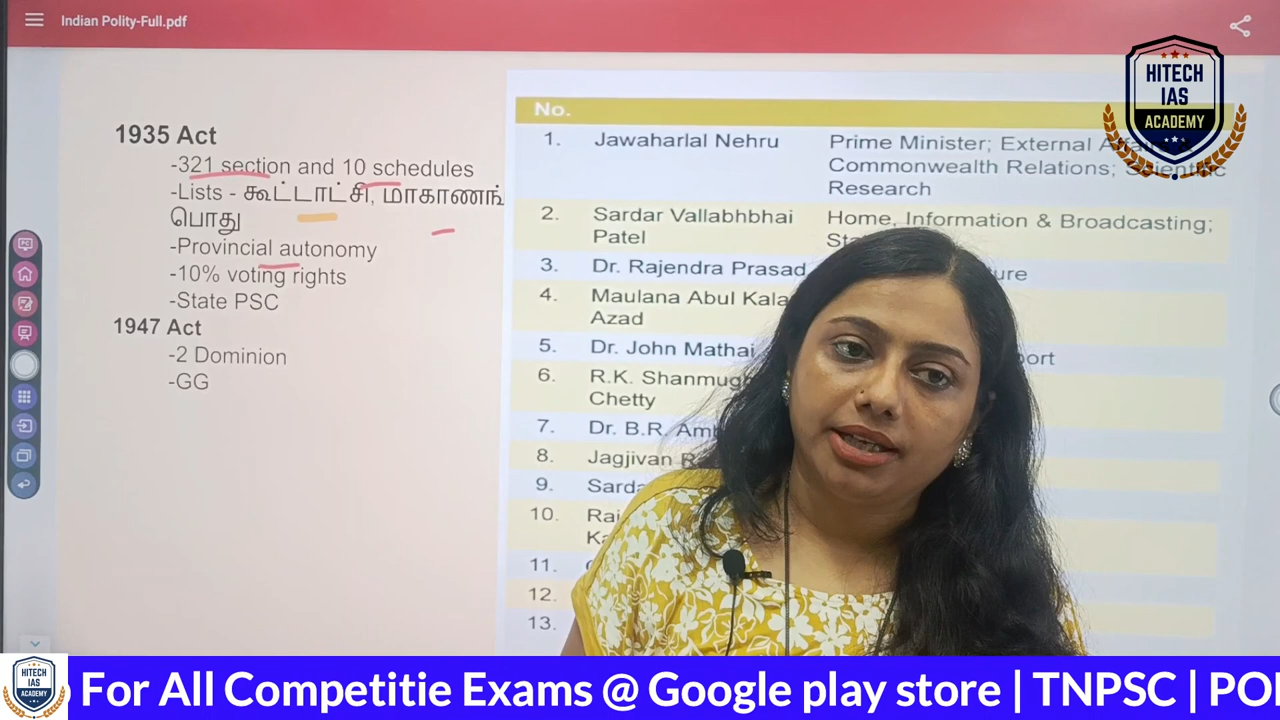 Indian Polity-Full.pdf
HITECH
IAS
ACADEMY
1935 Act
-321 section and 10 schedules
-Lists - கூட்டாட்சி, மாகாணங்
பொது
-Provincial autonomy
-10% voting rights
-State PSC
1947 Act
-2 Dominion
-GG
No.
1. Jawaharlal Nehru Prime Minister; External
Commonwealth Relations; Scientific
Research
2. Sardar Vallabhbhai Home, Information & Broadcasting;
Patel
3. Dr. Rajendra Prasad
4. Maulana Abul
Azad
5. Dr. John Mathai
6. R.K.
Chetty
7. Dr. B.R.
8. Jagjivan
9.
10.
11.
12.
13.
HITECH
IAS
ACADEMY
For All Competitie Exams @ Google play store | TNPSC |